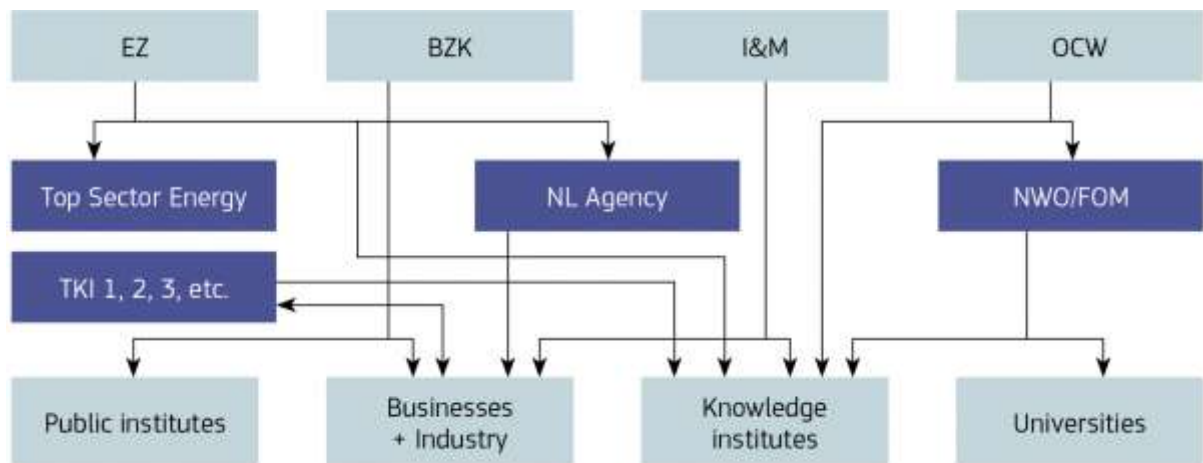 EZ
BZK
I&M
OCW
Top Sector Energy
NL Agency
NWO/FOM
TKI 1, 2, 3, etc.
Public institutes
Businesses
+ Industry
Knowledge
institutes
Universities